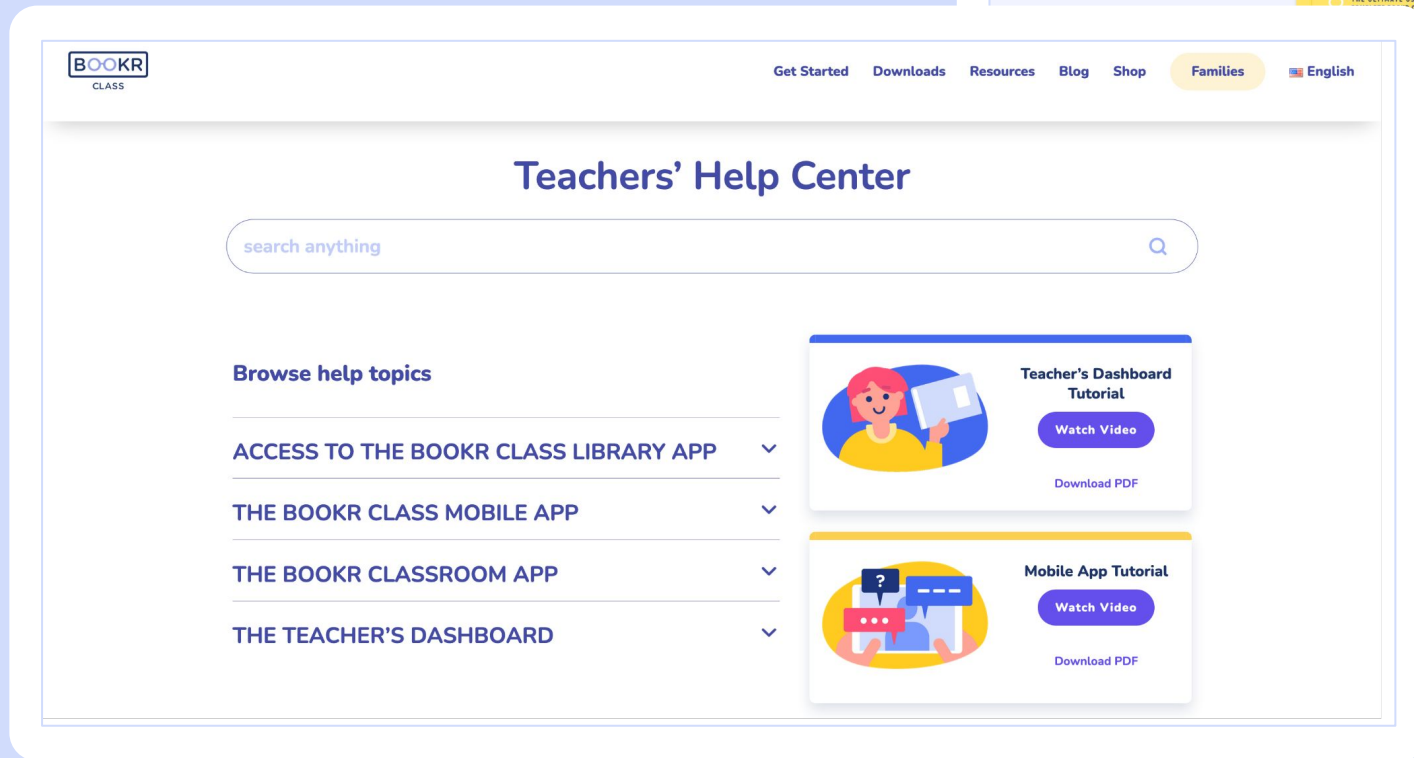 BOOKR
CLASS
Get Started Downloads Resources Blog Shop Families English
Teachers’ Help Center
search anything
Browse help topics
ACCESS TO THE BOOKR CLASS LIBRARY APP
THE BOOKR CLASS MOBILE APP
THE BOOKR CLASSROOM APP
THE TEACHER’S DASHBOARD
Teacher’s Dashboard
Tutorial
Watch Video
Download PDF
?
Mobile App Tutorial
Watch Video
Download PDF